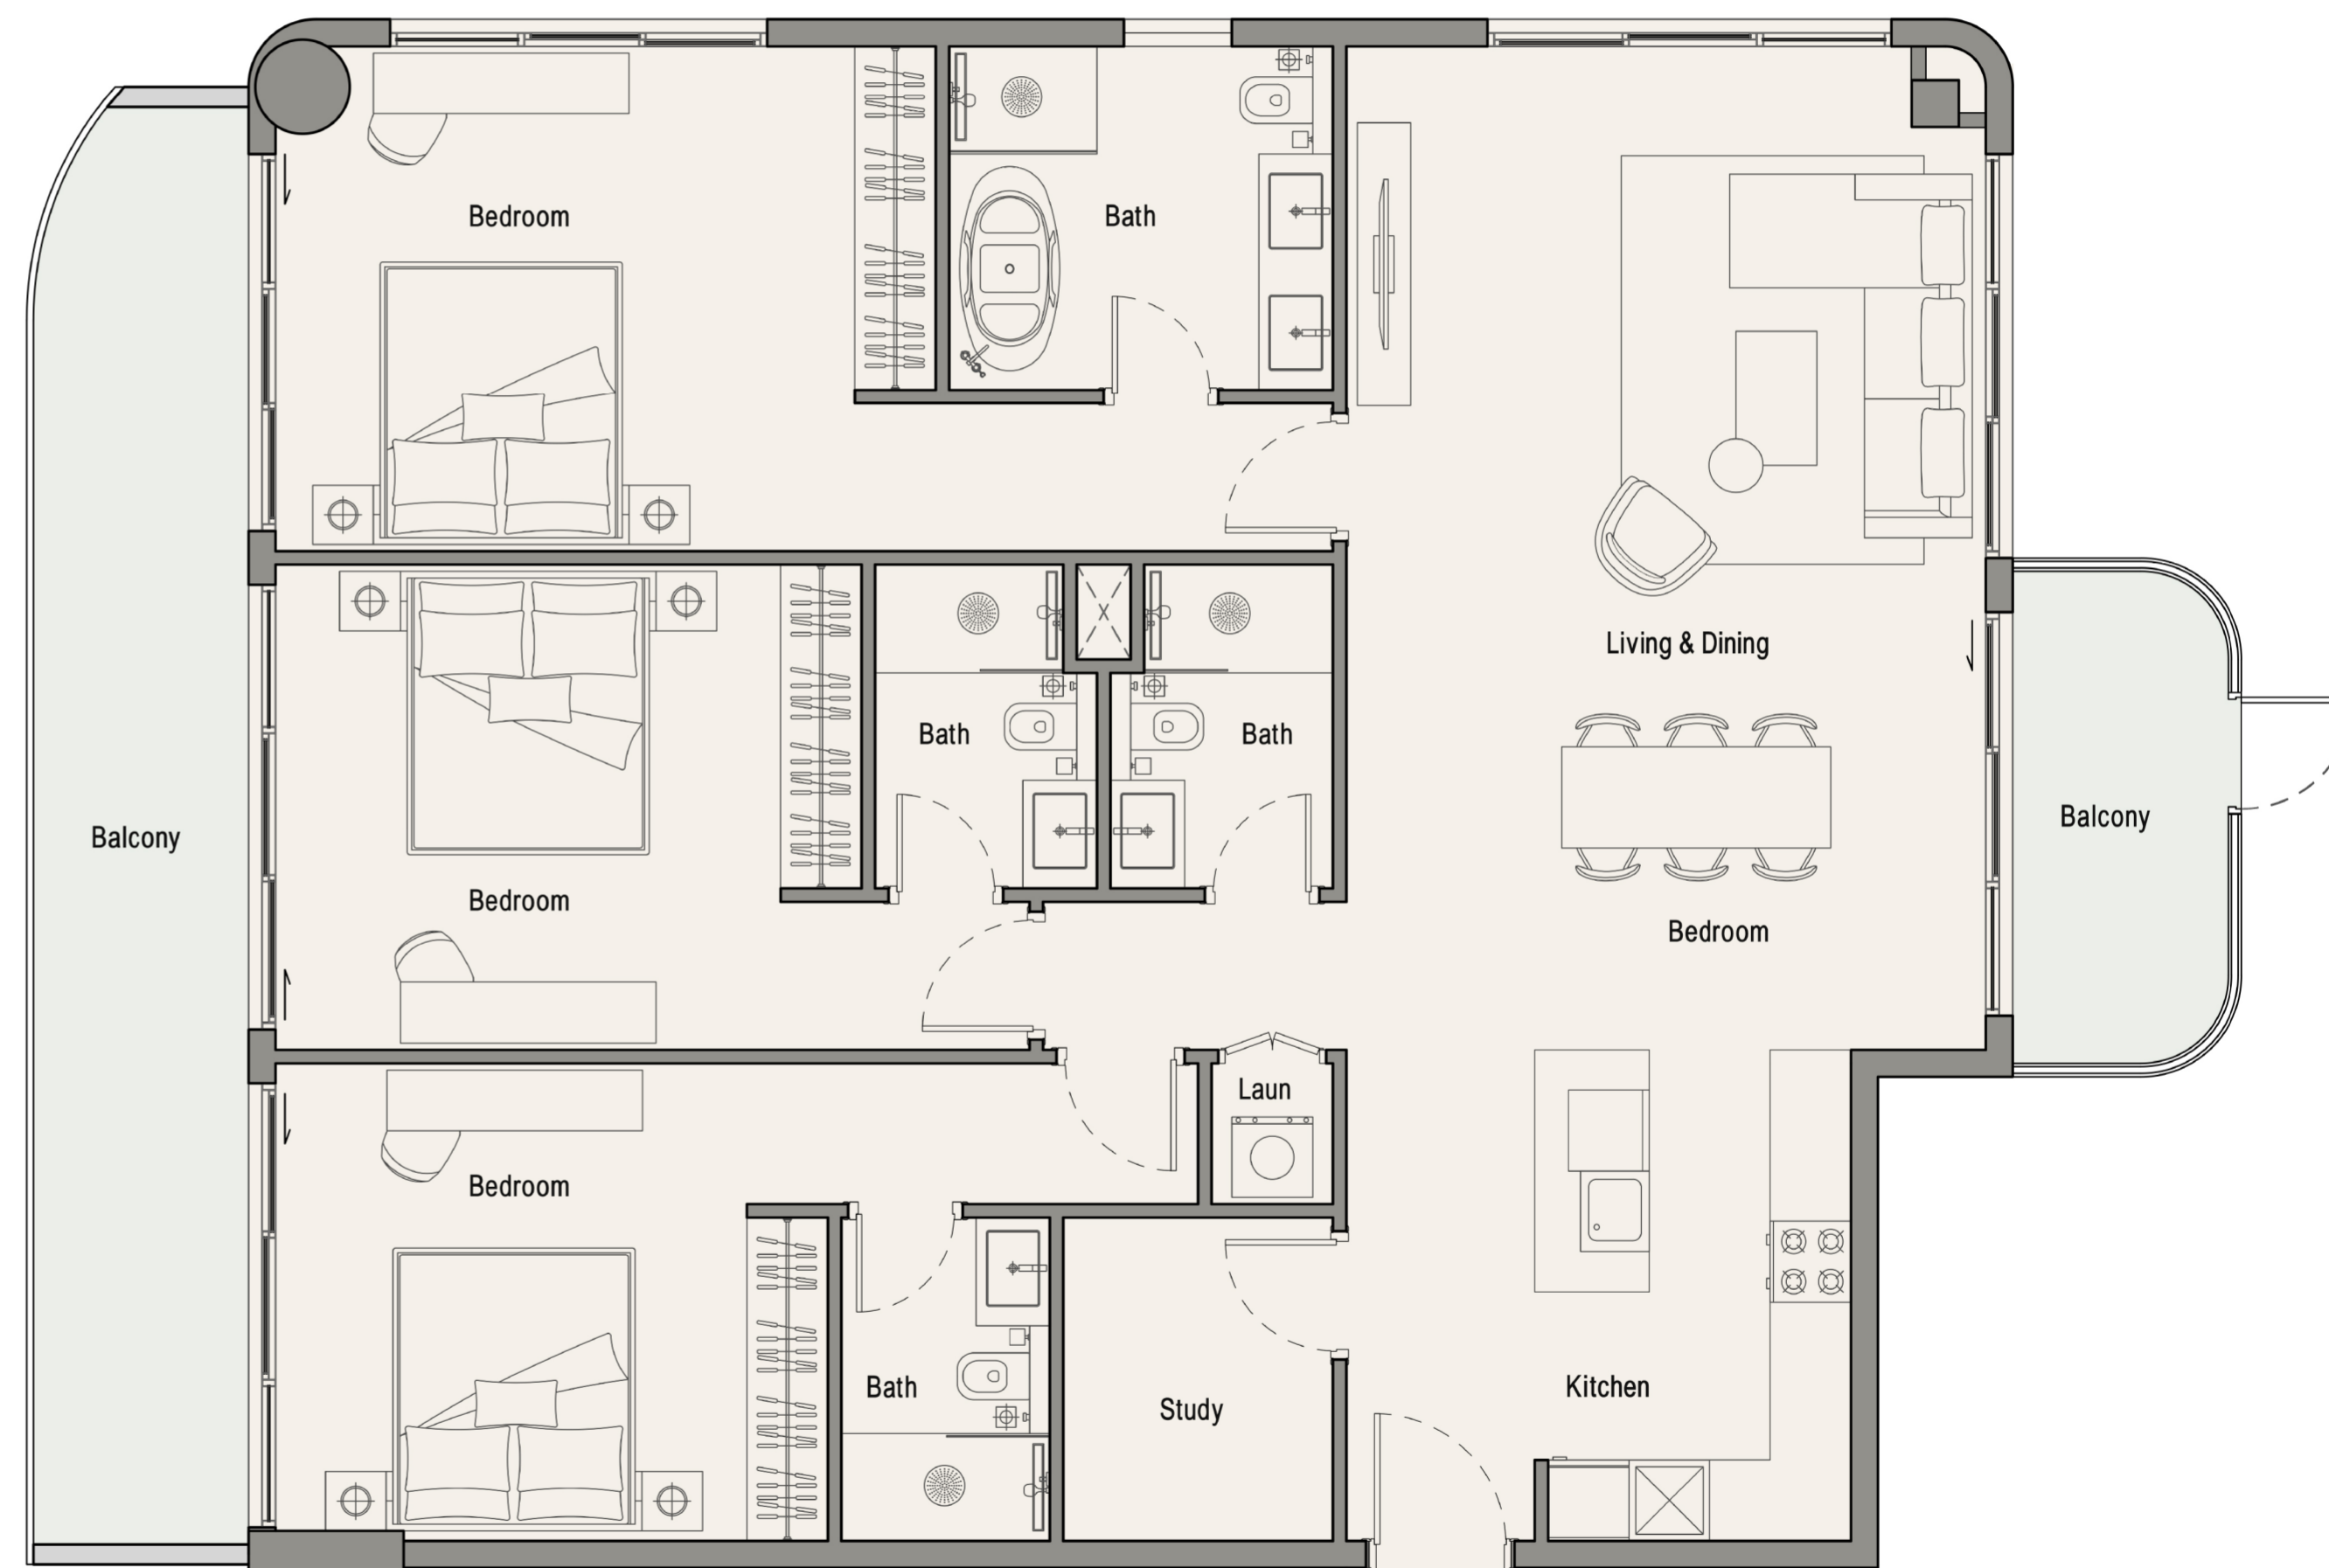 Bedroom
Bath
Living & Dining
Bath
Bath
Balcony
Balcony
Bedroom
Bedroom
Laun
Bedroom
Bath
Study
Kitchen